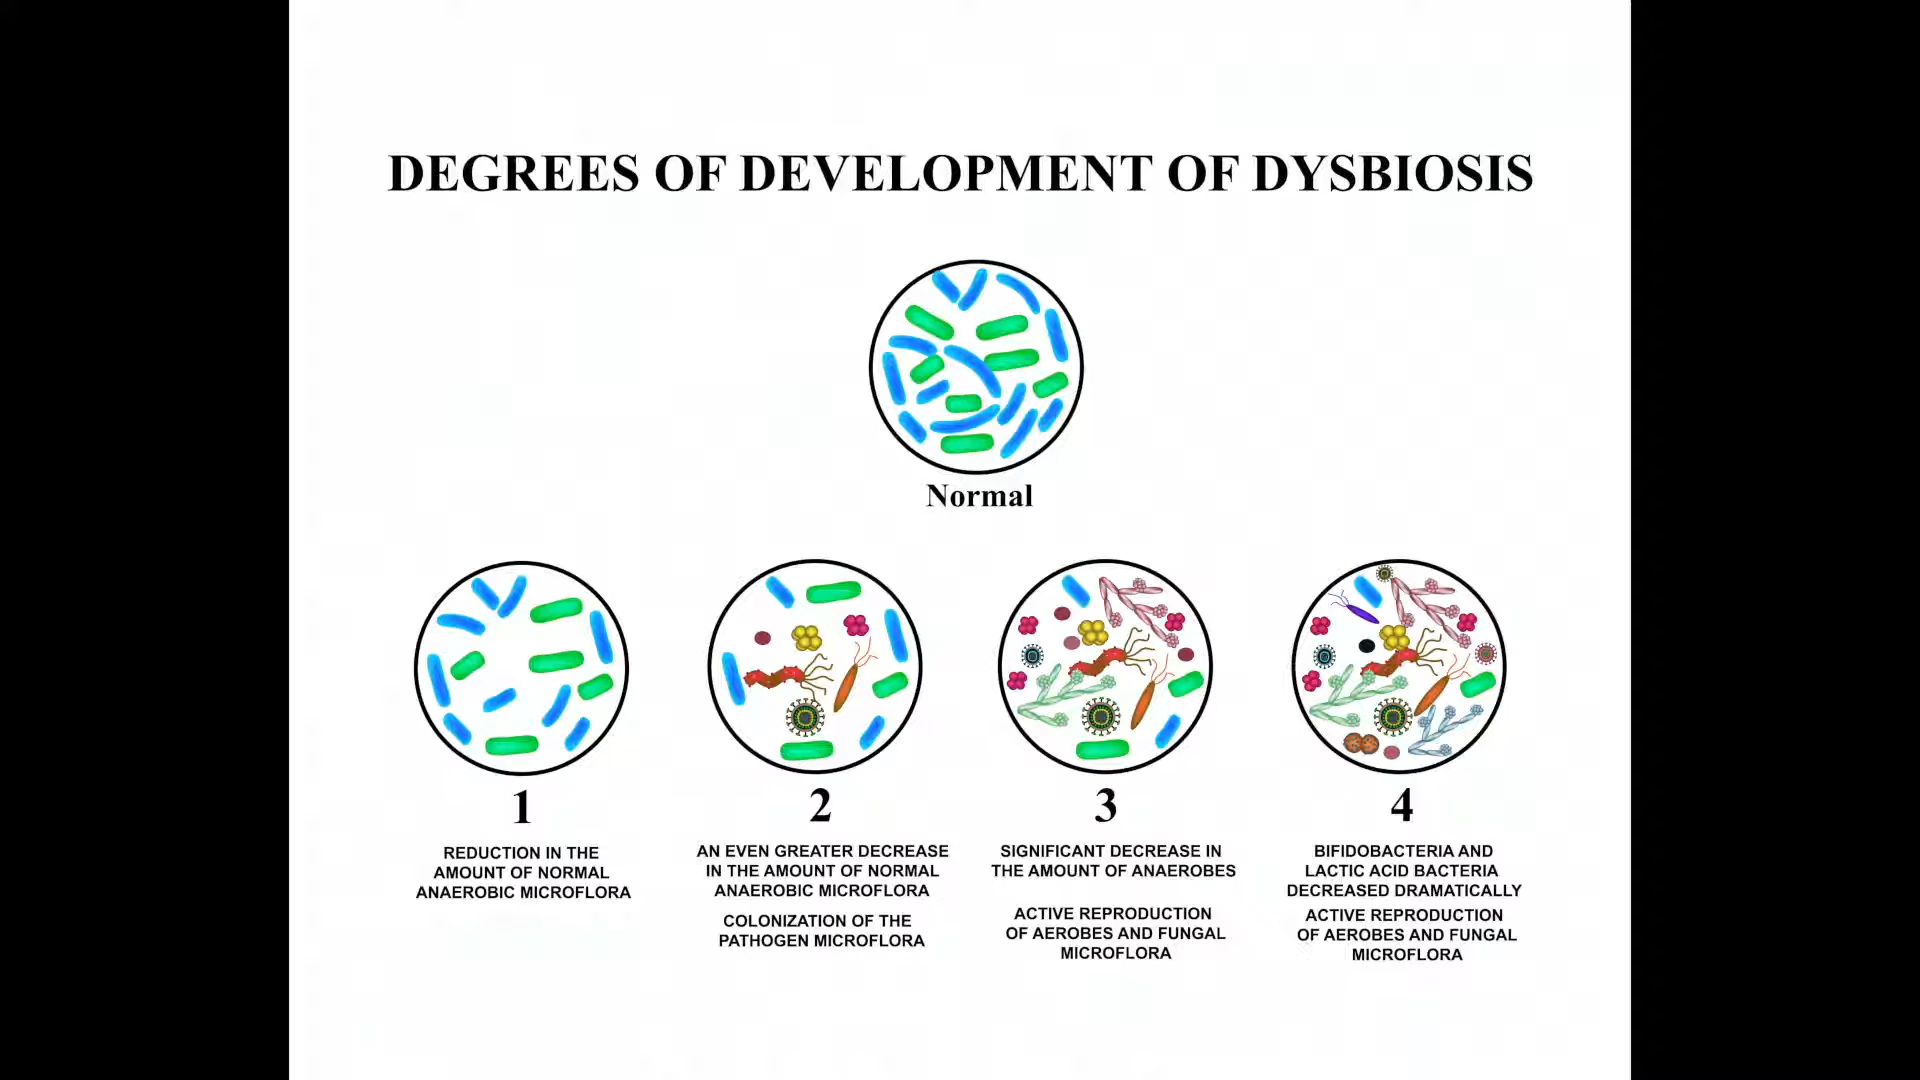 DEGREES OF DEVELOPMENT OF DYSBIOSIS
Normal
1
REDUCTION IN THE
AMOUNT OF NORMAL
ANAEROBIC MICROFLORA
2
AN EVEN GREATER DECREASE
IN THE AMOUNT OF NORMAL
ANAEROBIC MICROFLORA
COLONIZATION OF THE
PATHOGEN MICROFLORA
3
SIGNIFICANT DECREASE IN
THE AMOUNT OF ANAEROBES
ACTIVE REPRODUCTION
OF AEROBES AND FUNGAL
MICROFLORA
4
BIFIDOBACTERIA AND
LACTIC ACID BACTERIA
DECREASED DRAMATICALLY
ACTIVE REPRODUCTION
OF AEROBES AND FUNGAL
MICROFLORA